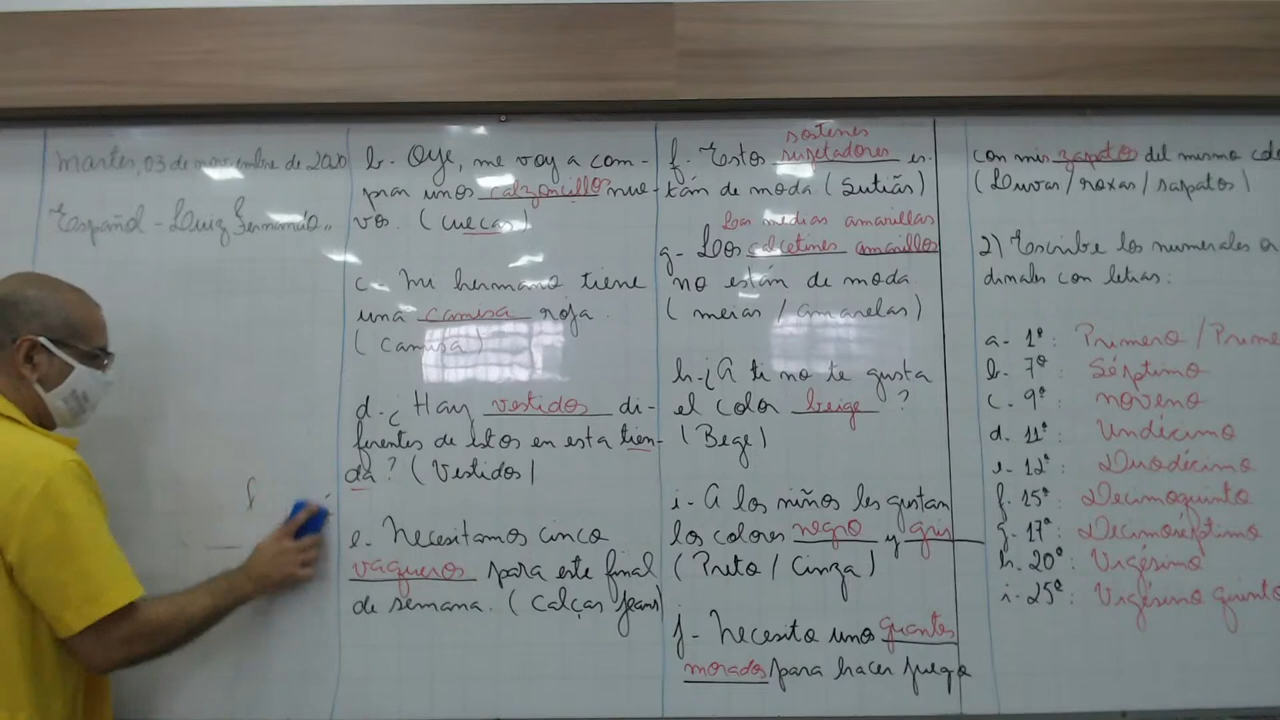 Martes, 03 de noviembre de 2020
Español - Luiz Fernando..
b- Oye, me voy a com-
prar unos calzoncillos nue-
vos. (cuecas)
c- Mi hermano tiene
una camisa roja.
(camisa)
d- ¿Hay vestidos di-
ferentes de estos en esta tien-
da? (Vestidos)
e- Necesitamos cinco
vaqueros para este final
de semana. (calças jeans)
sostenes
f- Estos sujetadores es-
tán de moda (Sutiãs)
Las medias amarillas
g- Los calcetines amarillos
no están de moda
(meias / amarelas)
h- ¿A ti no te gusta
el color beige?
(Bege)
i- A los niños les gustan
los colores negro y gris
(Preto / Cinza)
j- Necesito unos guantes
morados para hacer juego
con mis zapatos del mismo colo
(Luvas / roxas / sapatos)
2) Escribe los numerales o
dinales con letras:
a- 1º: Primero / Prime
b- 7º: Séptimo
c- 9º: noveno
d- 11º: Undécimo
e- 12º: Duodécimo
f- 15º: Decimoquinto
g- 17º: Decimoséptimo
h- 20º: Vigésimo
i- 25º: Vigésimo quinto